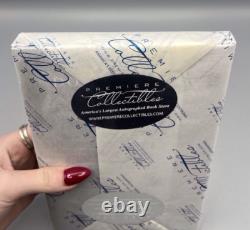 PREMIERE
Collectibles
America's Largest Autographed Book Store
WWW.PREMIERECOLLECTIBLES.COM